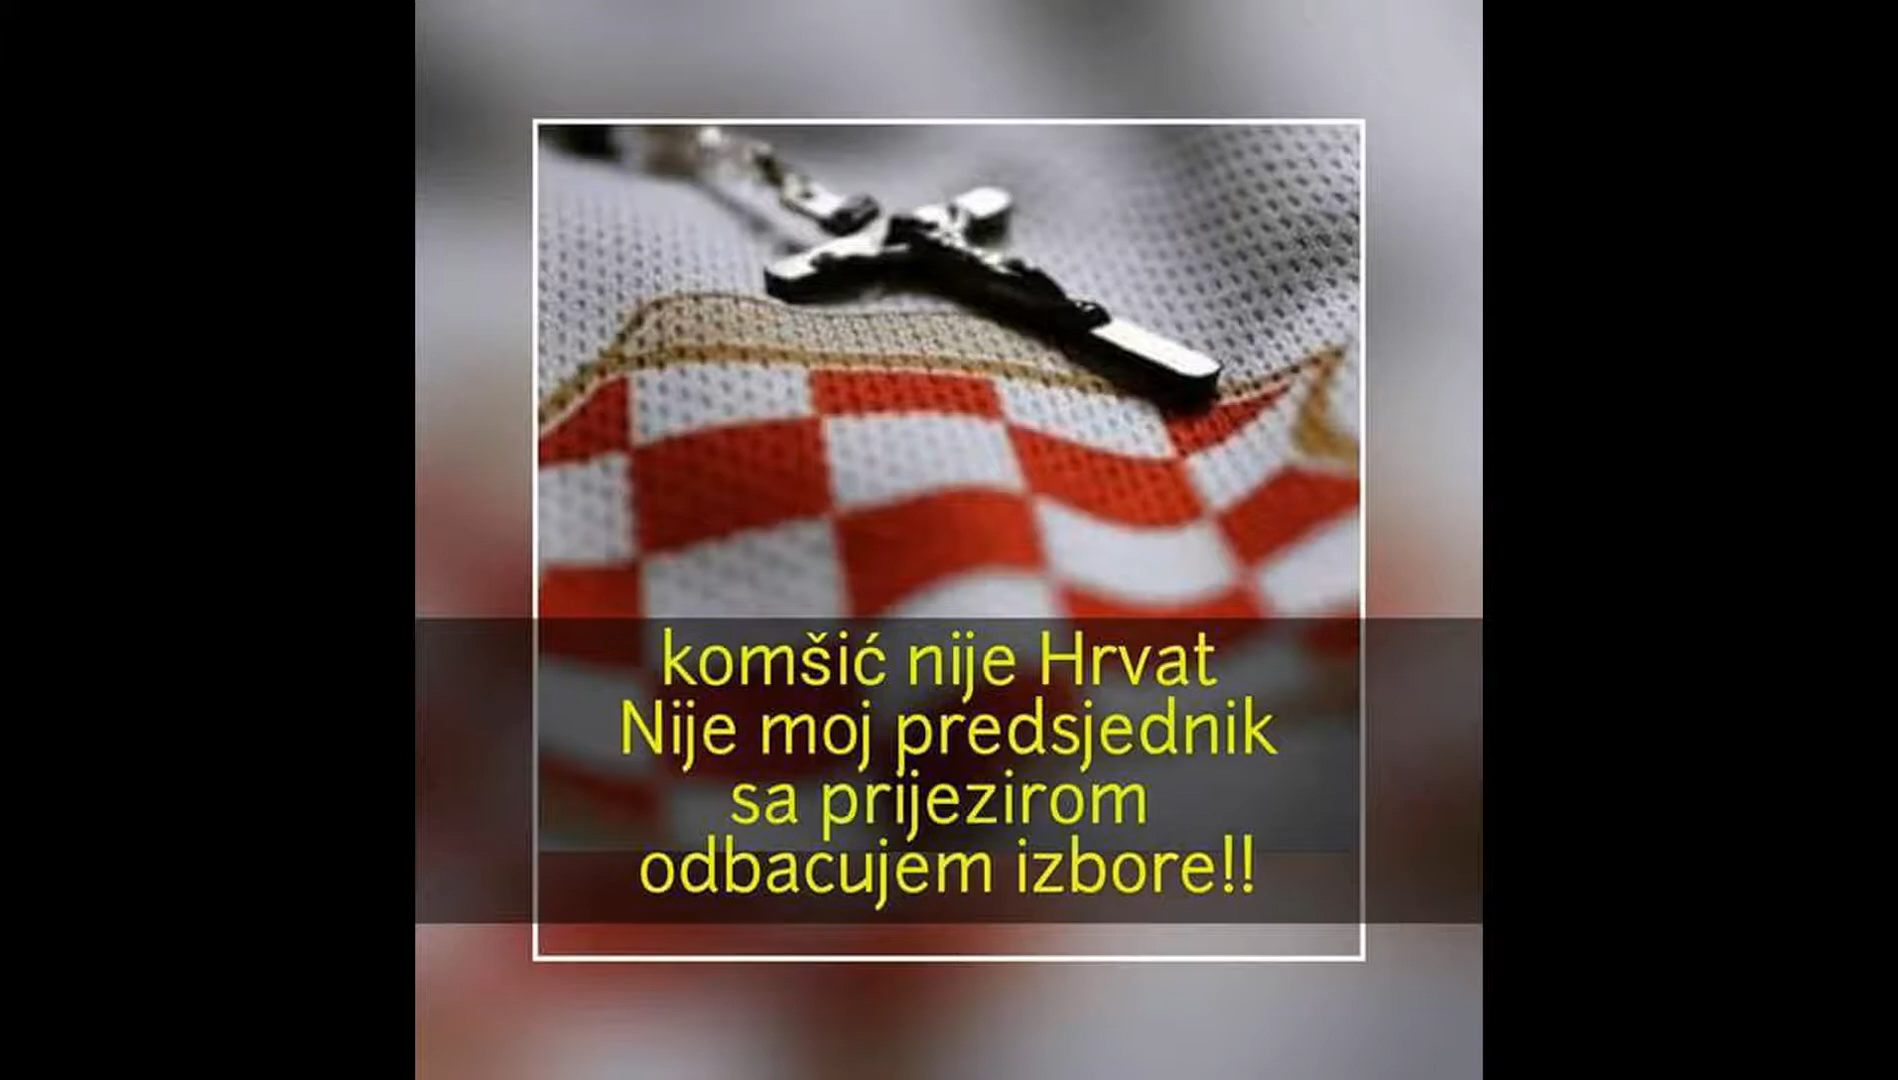 komšić nije Hrvat
Nije moj predsjednik
sa prijezirom
odbacujem izbore!!